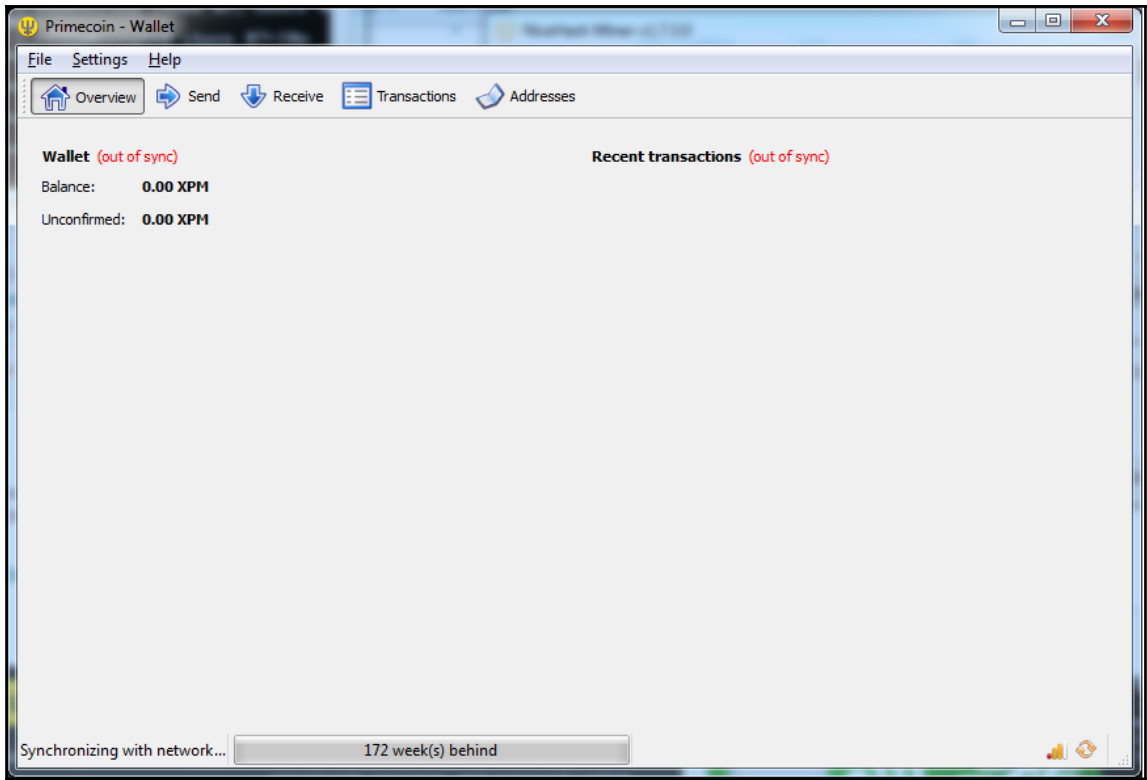 Primecoin - Wallet
File Settings Help
Overview Send Receive Transactions Addresses
Wallet (out of sync) Recent transactions (out of sync)
Balance: 0.00 XPM
Unconfirmed: 0.00 XPM
Synchronizing with network... 172 week(s) behind